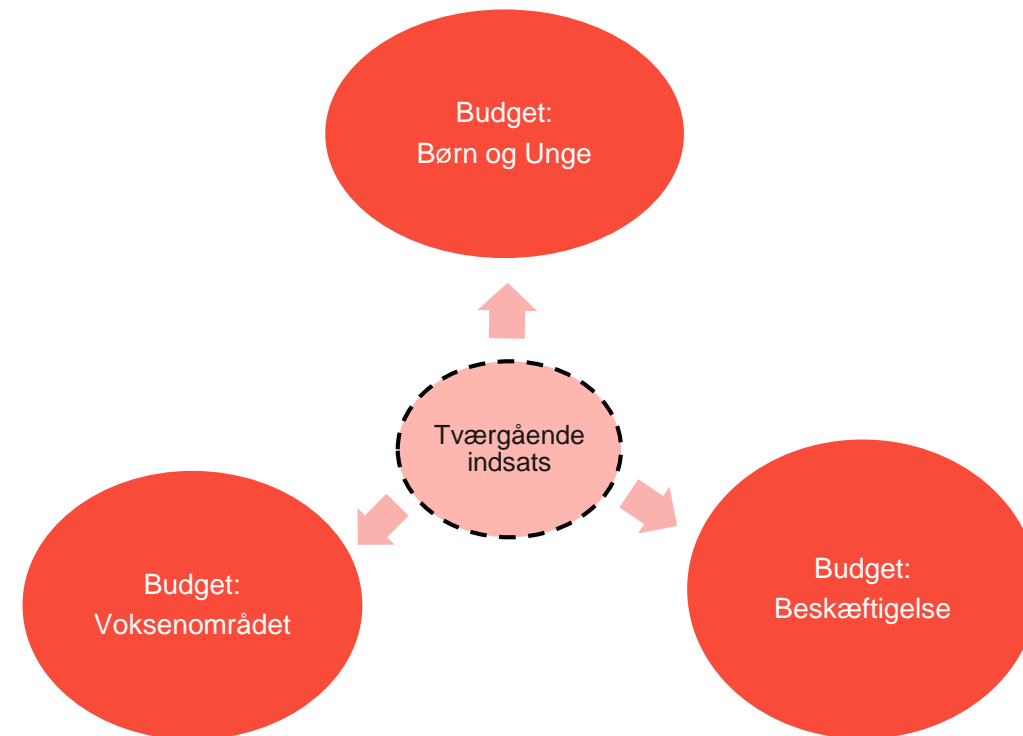 Budget:
Børn og Unge
Tværgående
indsats
Budget:
Voksenområdet
Budget:
Beskæftigelse